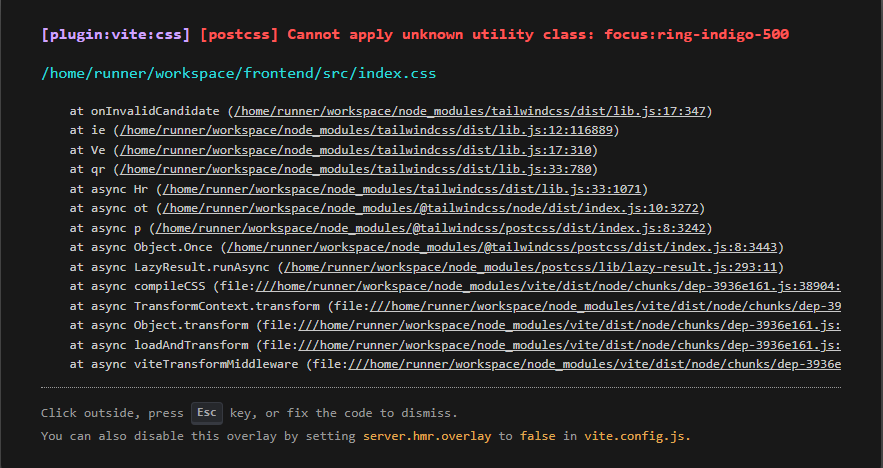 [plugin:vite:css] [postcss] Cannot apply unknown utility class: focus:ring-indigo-500
/home/runner/workspace/frontend/src/index.css
at onInvalidCandidate (/home/runner/workspace/node_modules/tailwindcss/dist/lib.js:17:347)
at ie (/home/runner/workspace/node_modules/tailwindcss/dist/lib.js:12:116889)
at Ve (/home/runner/workspace/node_modules/tailwindcss/dist/lib.js:17:310)
at qr (/home/runner/workspace/node_modules/tailwindcss/dist/lib.js:33:780)
at async Hr (/home/runner/workspace/node_modules/tailwindcss/dist/lib.js:33:1071)
at async ot (/home/runner/workspace/node_modules/@tailwindcss/node/dist/index.js:10:3272)
at async p (/home/runner/workspace/node_modules/@tailwindcss/postcss/dist/index.js:8:3242)
at async Object.Once (/home/runner/workspace/node_modules/@tailwindcss/postcss/dist/index.js:8:3443)
at async LazyResult.runAsync (/home/runner/workspace/node_modules/postcss/lib/lazy-result.js:293:11)
at async compileCSS (file:///home/runner/workspace/node_modules/vite/dist/node/chunks/dep-3936e161.js:38904:
at async TransformContext.transform (file:///home/runner/workspace/node_modules/vite/dist/node/chunks/dep-39
at async Object.transform (file:///home/runner/workspace/node_modules/vite/dist/node/chunks/dep-3936e161.js:
at async loadAndTransform (file:///home/runner/workspace/node_modules/vite/dist/node/chunks/dep-3936e161.js:
at async viteTransformMiddleware (file:///home/runner/workspace/node_modules/vite/dist/node/chunks/dep-3936e
Click outside, press Esc key, or fix the code to dismiss.
You can also disable this overlay by setting server.hmr.overlay to false in vite.config.js.